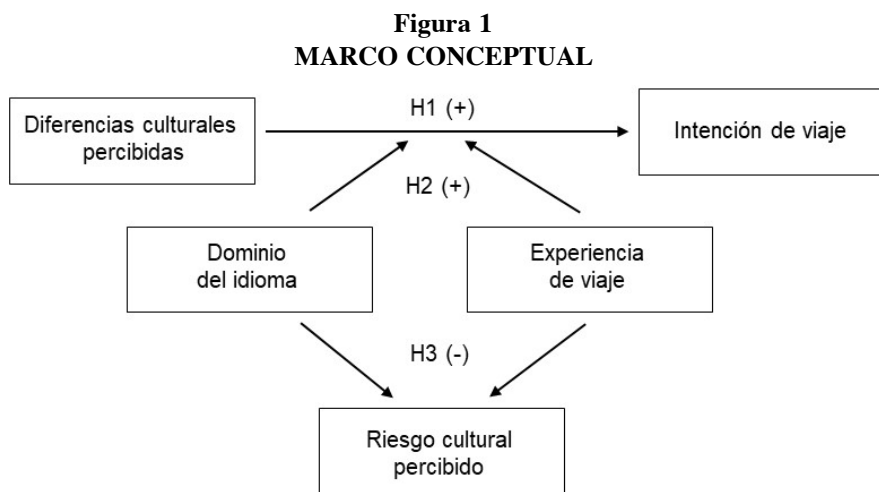 Figura 1
MARCO CONCEPTUAL
H1 (+)
Diferencias culturales
percibidas
Intención de viaje
H2 (+)
Dominio
del idioma
Experiencia
de viaje
H3 (-)
Riesgo cultural
percibido